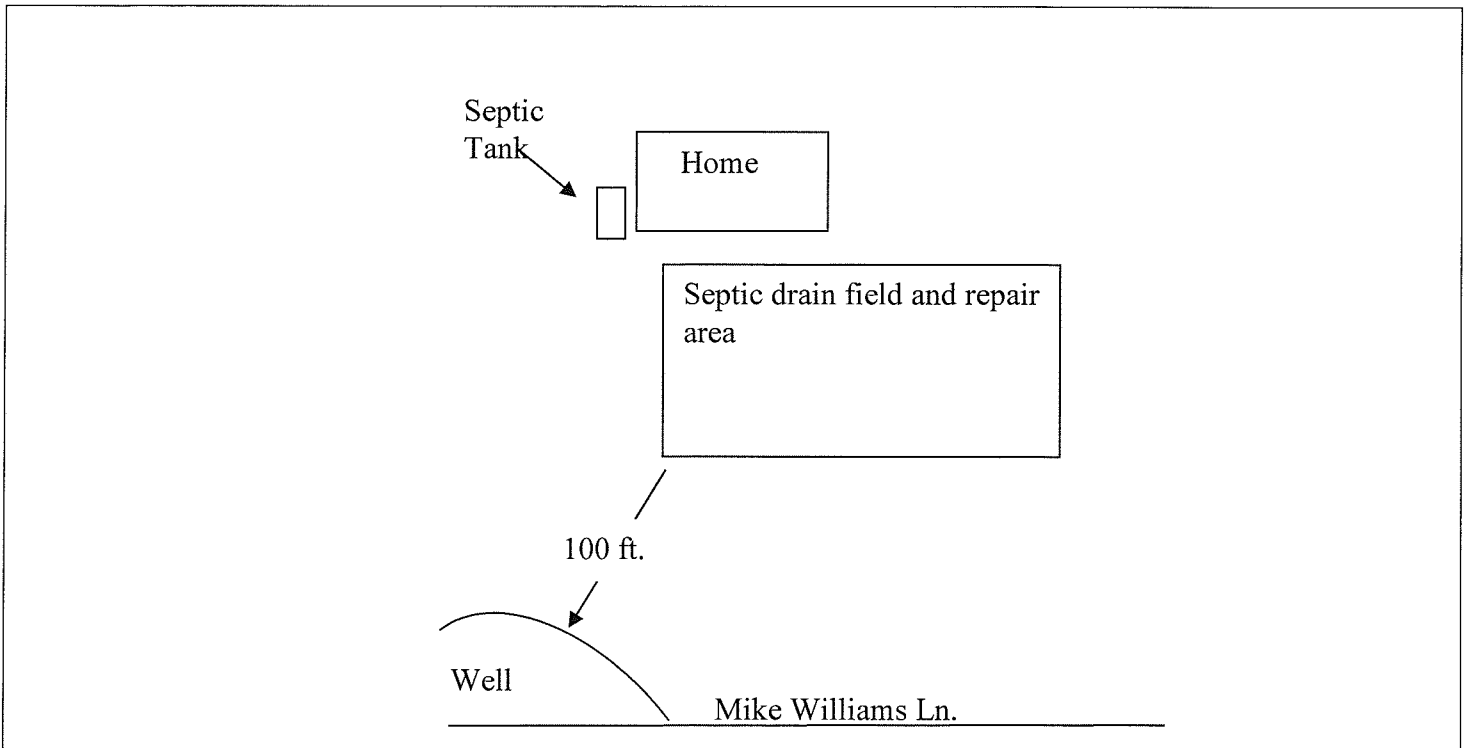 Septic
Tank
Home
Septic drain field and repair
area
100 ft.
Well
Mike Williams Ln.